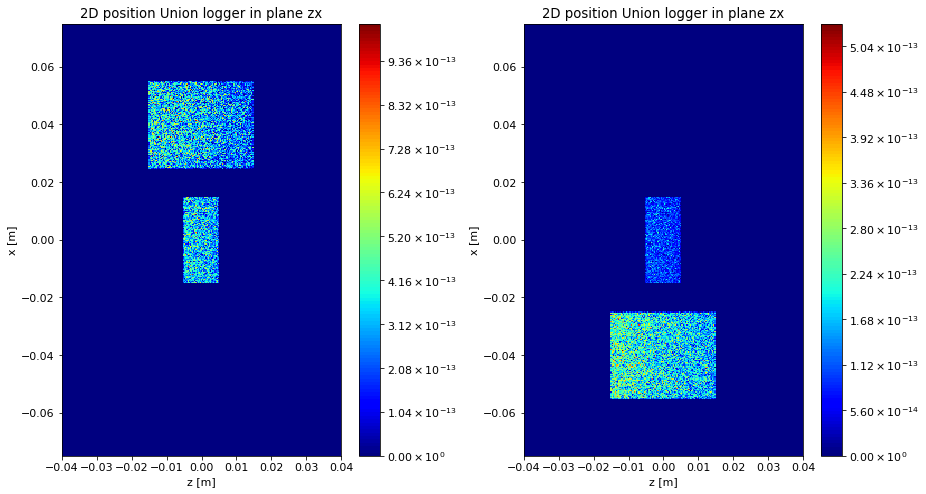 2D position Union logger in plane zx
0.06
0.04
0.02
0.00
−0.02
−0.04
−0.06
x [m]
−0.04 −0.03 −0.02 −0.01 0.00 0.01 0.02 0.03 0.04
z [m]
9.36 × 10⁻¹³
8.32 × 10⁻¹³
7.28 × 10⁻¹³
6.24 × 10⁻¹³
5.20 × 10⁻¹³
4.16 × 10⁻¹³
3.12 × 10⁻¹³
2.08 × 10⁻¹³
1.04 × 10⁻¹³
0.00 × 10⁰
2D position Union logger in plane zx
0.06
0.04
0.02
0.00
−0.02
−0.04
−0.06
x [m]
−0.04 −0.03 −0.02 −0.01 0.00 0.01 0.02 0.03 0.04
z [m]
5.04 × 10⁻¹³
4.48 × 10⁻¹³
3.92 × 10⁻¹³
3.36 × 10⁻¹³
2.80 × 10⁻¹³
2.24 × 10⁻¹³
1.68 × 10⁻¹³
1.12 × 10⁻¹³
5.60 × 10⁻¹⁴
0.00 × 10⁰